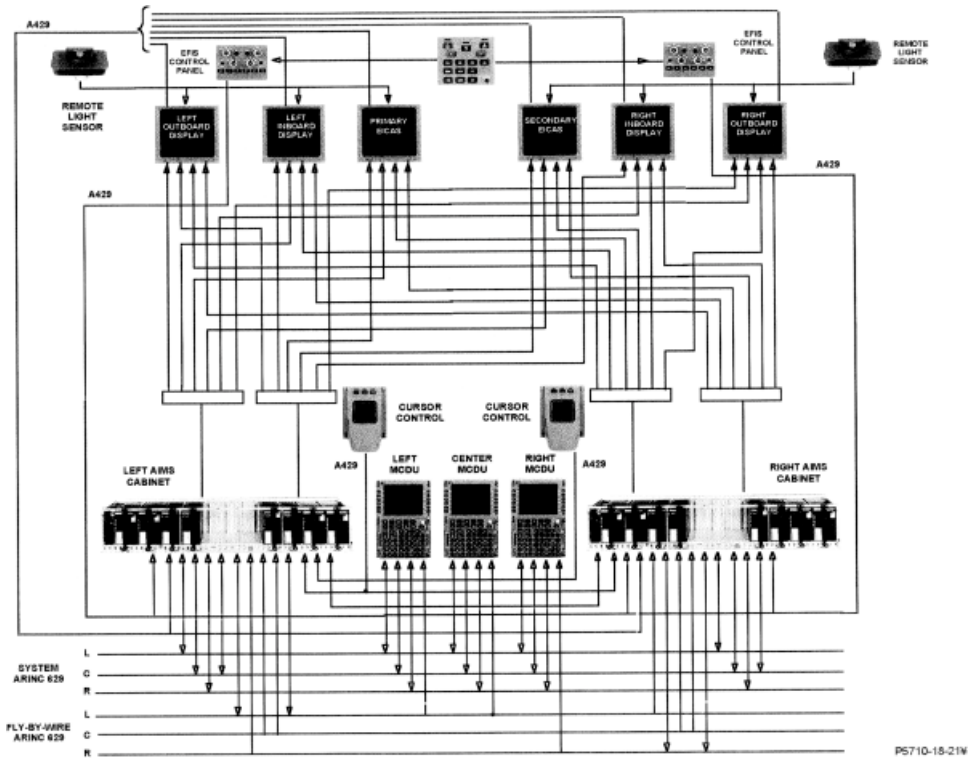 A429
EFIS
CONTROL
PANEL
EFIS
CONTROL
PANEL
REMOTE
LIGHT
SENSOR
REMOTE
LIGHT
SENSOR
LEFT
OUTBOARD
DISPLAY
LEFT
INBOARD
DISPLAY
PRIMARY
EICAS
SECONDARY
EICAS
RIGHT
INBOARD
DISPLAY
RIGHT
OUTBOARD
DISPLAY
A429
A429
CURSOR
CONTROL
CURSOR
CONTROL
LEFT AIMS
CABINET
A429
LEFT
MCDU
CENTER
MCDU
RIGHT
MCDU
A429
RIGHT AIMS
CABINET
SYSTEM
ARINC 629
L
C
R
FLY-BY-WIRE
ARINC 629
L
C
R